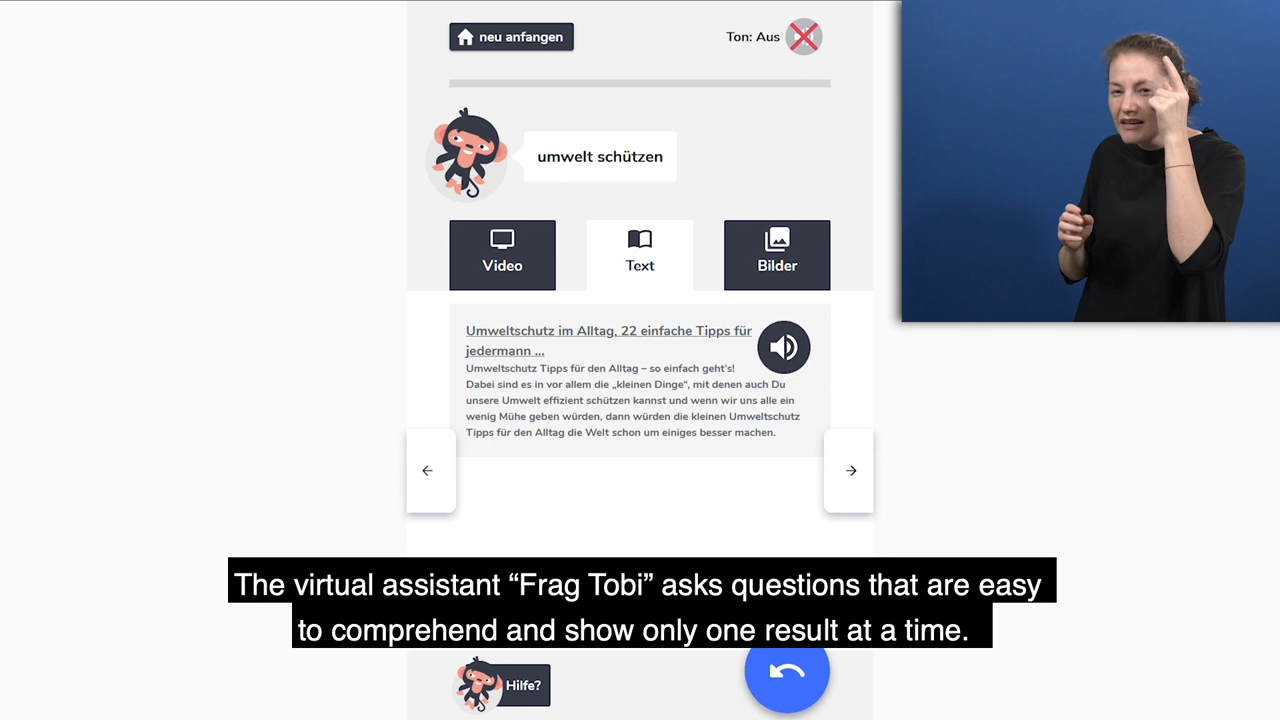 neu anfangen
Ton: Aus
umwelt schützen
Video
Text
Bilder
Umweltschutz im Alltag, 22 einfache Tipps für
jedermann ...
Umweltschutz Tipps für den Alltag – so einfach geht's!
Dabei sind es in vor allem die „kleinen Dinge“, mit denen auch Du
unsere Umwelt effizient schützen kannst und wenn wir uns alle ein
wenig Mühe geben würden, dann würden die kleinen Umweltschutz
Tipps für den Alltag die Welt schon um einiges besser machen.
The virtual assistant “Frag Tobi” asks questions that are easy
to comprehend and show only one result at a time.
Hilfe?